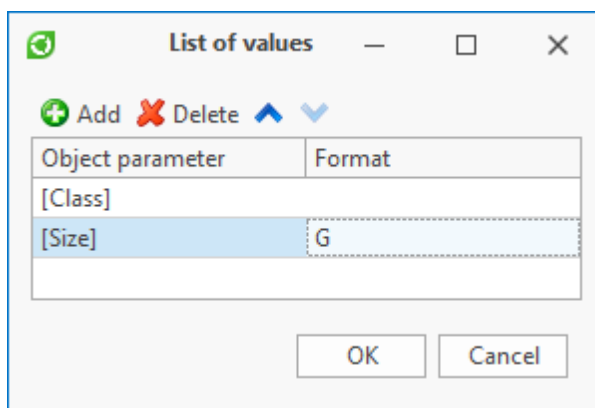 List of values
Add Delete
Object parameter Format
[Class]
[Size] G
OK Cancel